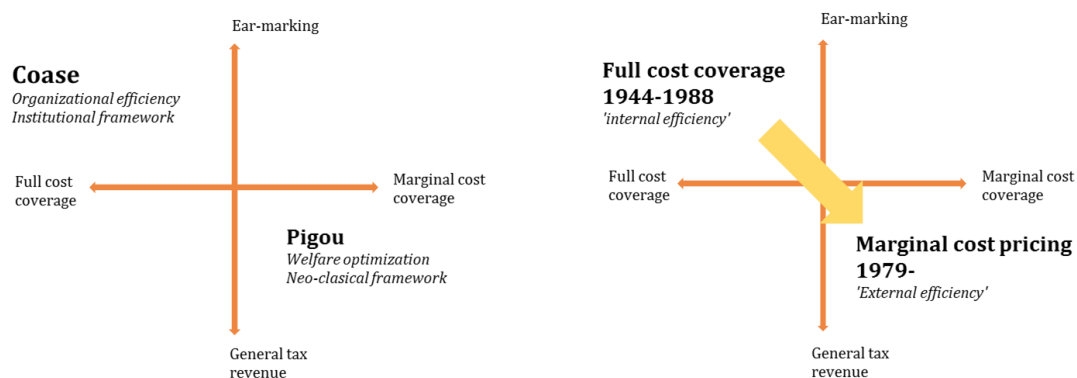 Ear-marking
Coase
Organizational efficiency
Institutional framework
Full cost
coverage
Marginal cost
coverage
Pigou
Welfare optimization
Neo-clasical framework
General tax
revenue
Ear-marking
Full cost coverage
1944-1988
'internal efficiency'
Full cost
coverage
Marginal cost
coverage
Marginal cost pricing
1979-
'External efficiency'
General tax
revenue